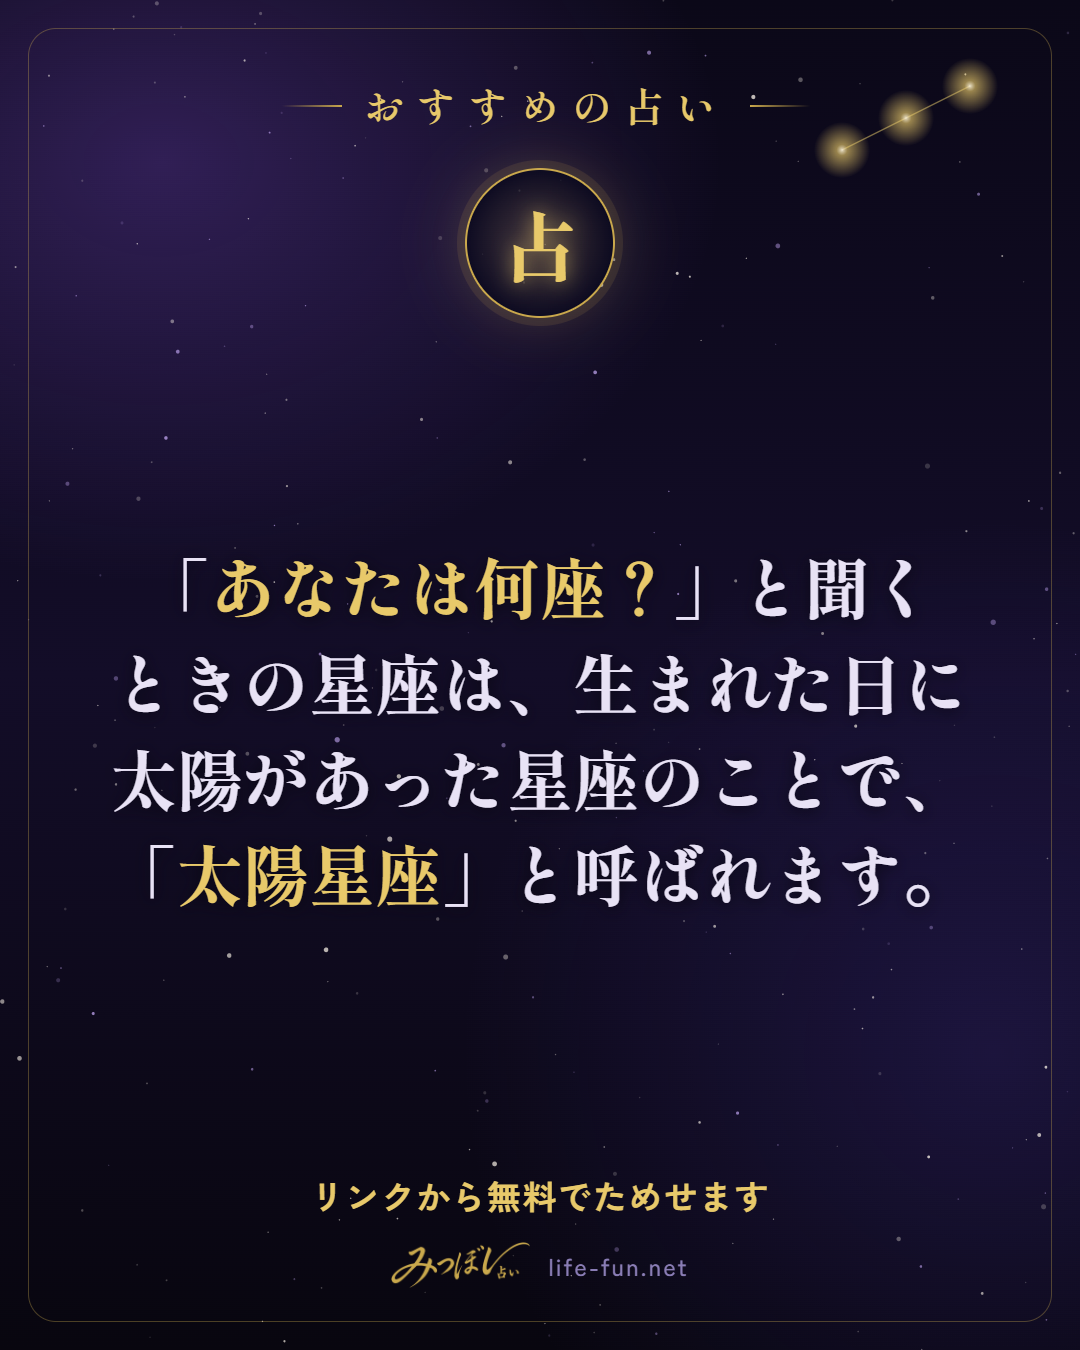 おすすめの占い
占
「あなたは何座？」と聞く
ときの星座は、生まれた日に
太陽があった星座のことで、
「太陽星座」と呼ばれます。
リンクから無料でためせます
みつぼし占い life-fun.net